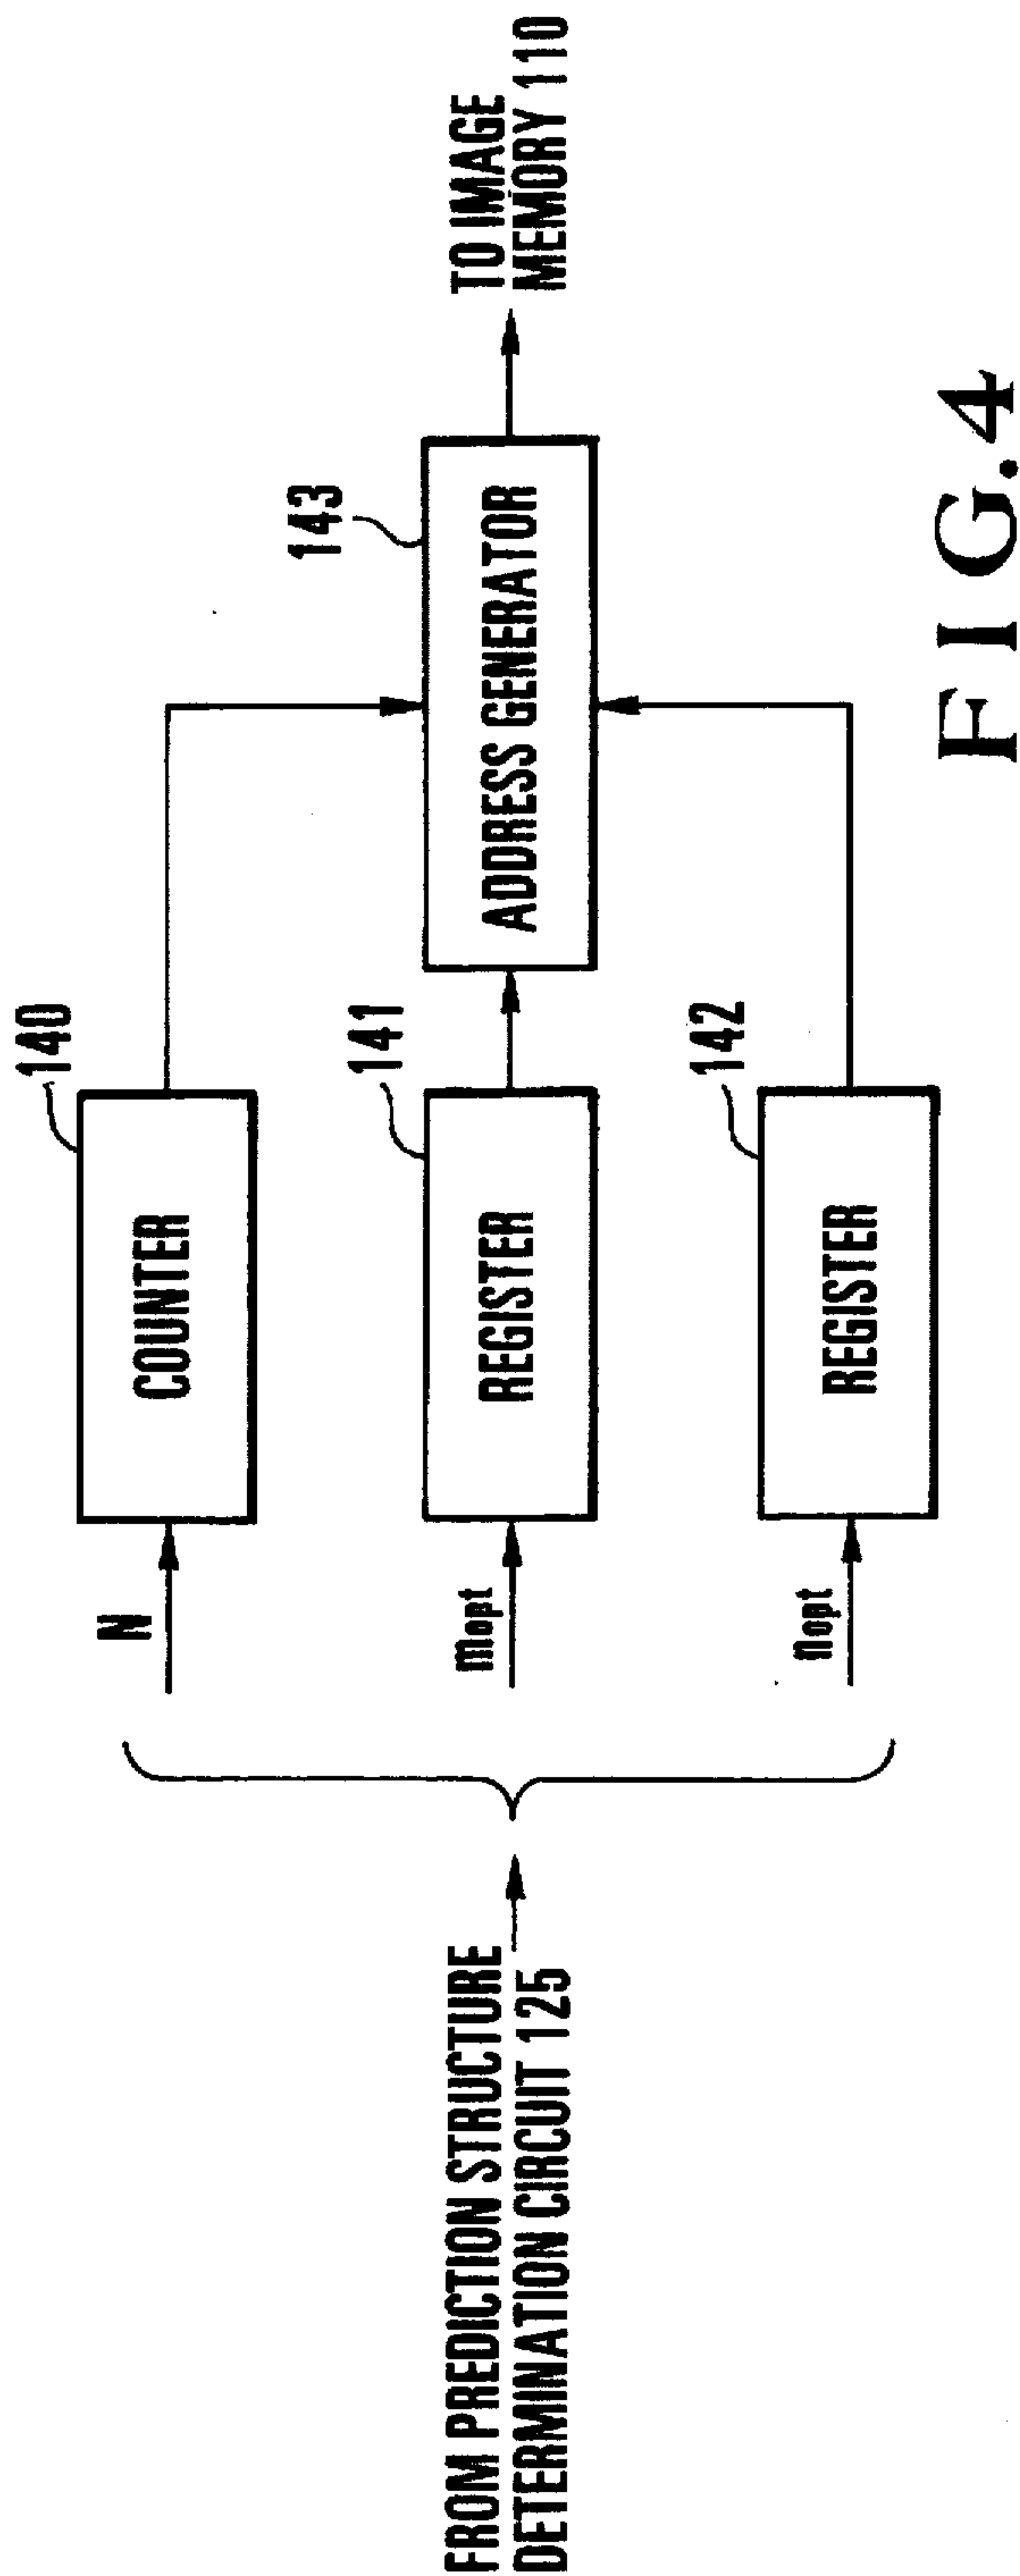 FROM PREDICTION STRUCTURE
DETERMINATION CIRCUIT 125
N
COUNTER
140
mopt
REGISTER
141
nopt
REGISTER
142
ADDRESS GENERATOR
143
TO IMAGE
MEMORY 110
FIG.4